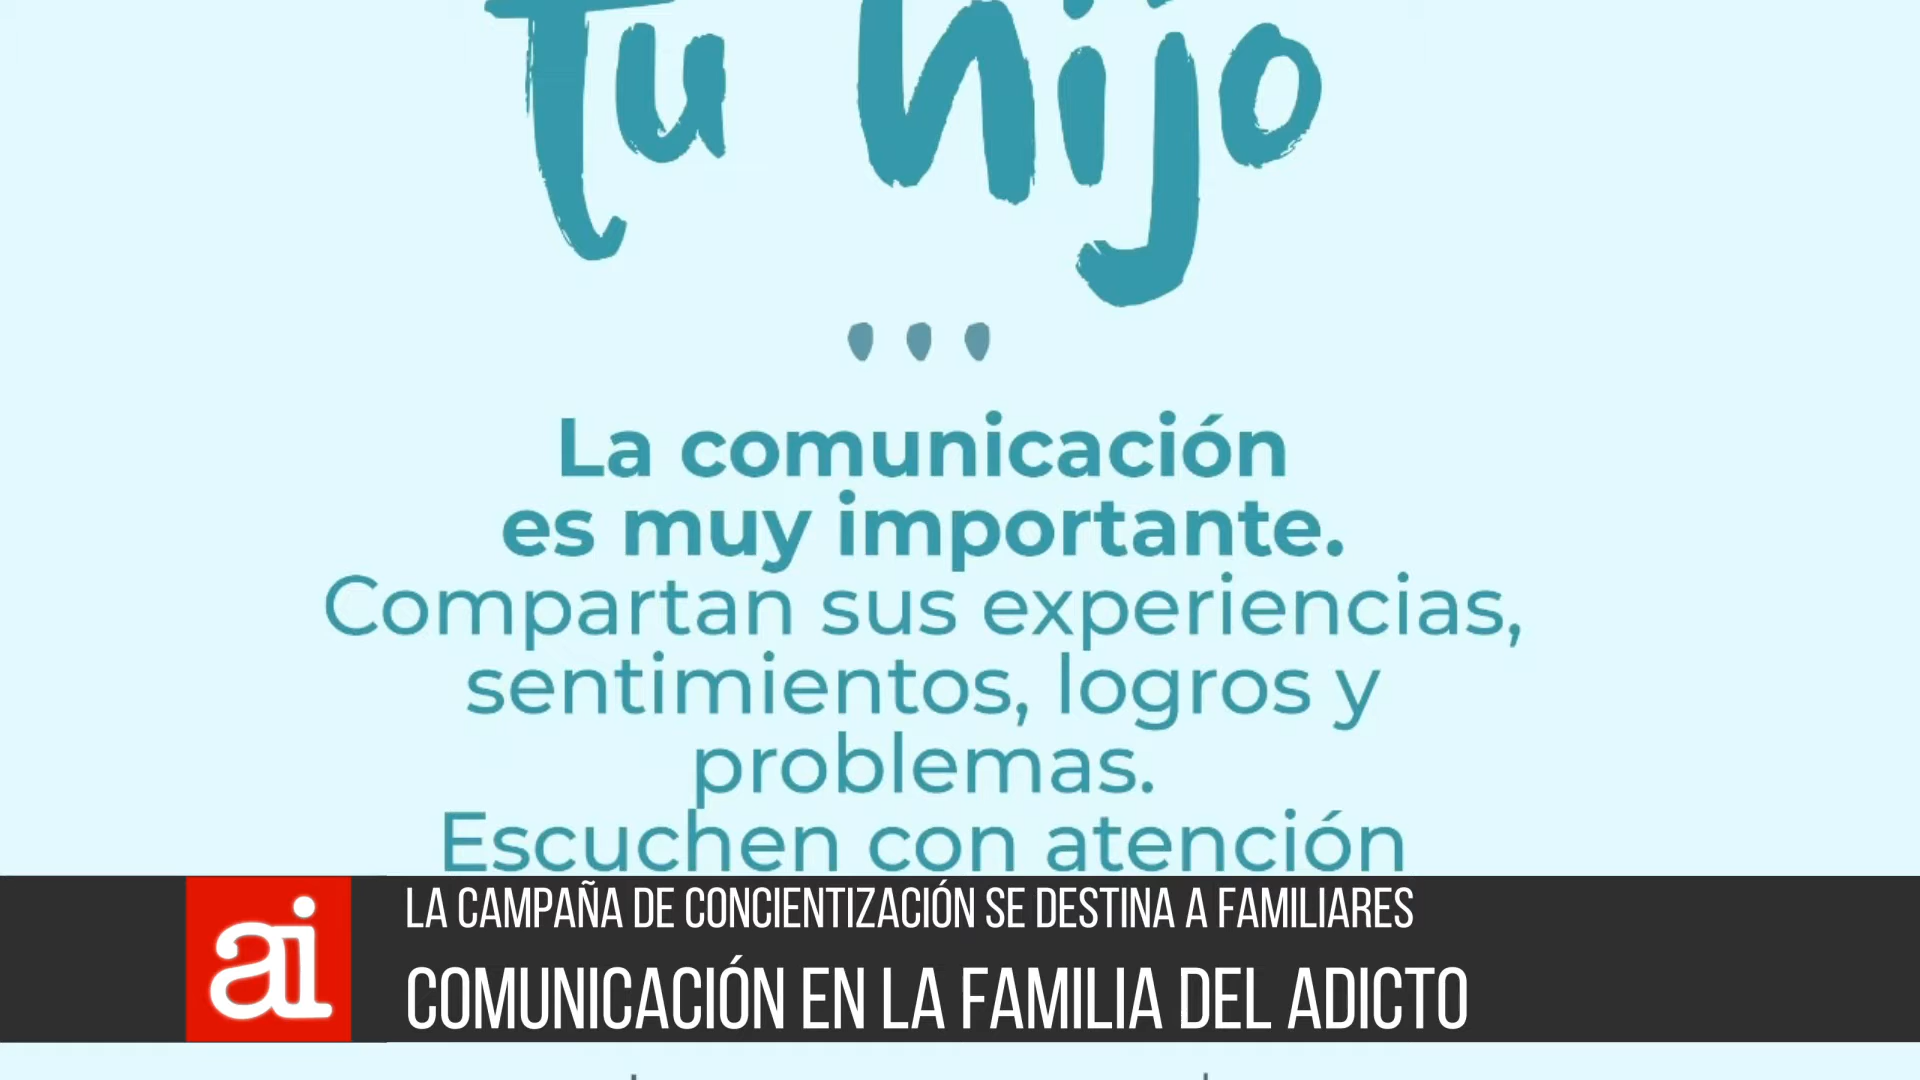 Tu hijo
...
La comunicación
es muy importante.
Compartan sus experiencias,
sentimientos, logros y
problemas.
Escuchen con atención
ai
LA CAMPAÑA DE CONCIENTIZACIÓN SE DESTINA A FAMILIARES
COMUNICACIÓN EN LA FAMILIA DEL ADICTO